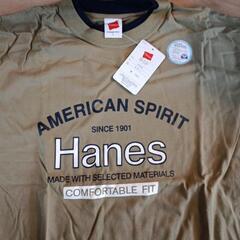 AMERICAN SPIRIT
SINCE 1901
Hanes
MADE WITH SELECTED MATERIALS
COMFORTABLE FIT